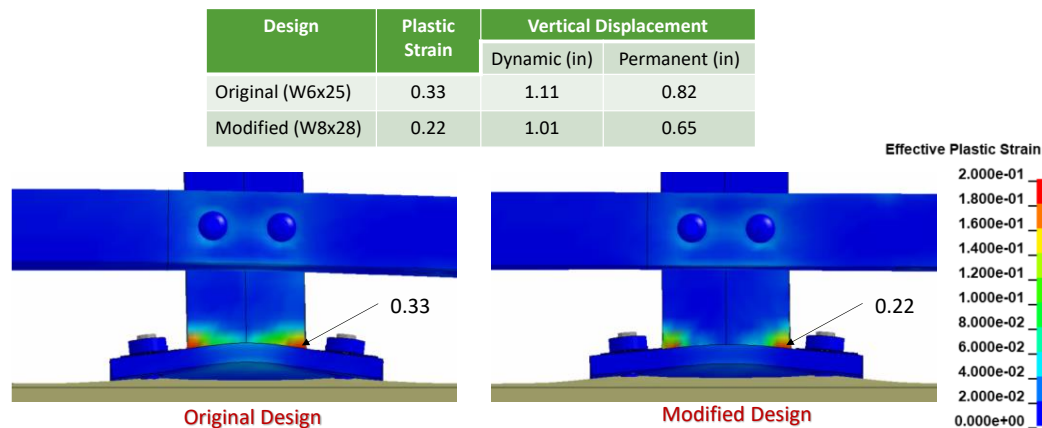 Design
Plastic
Strain
Vertical Displacement
Dynamic (in)
Permanent (in)
Original (W6x25)
0.33
1.11
0.82
Modified (W8x28)
0.22
1.01
0.65
Effective Plastic Strain
2.000e-01
1.800e-01
1.600e-01
1.400e-01
1.200e-01
1.000e-01
8.000e-02
6.000e-02
4.000e-02
2.000e-02
0.000e+00
0.33
0.22
Original Design
Modified Design